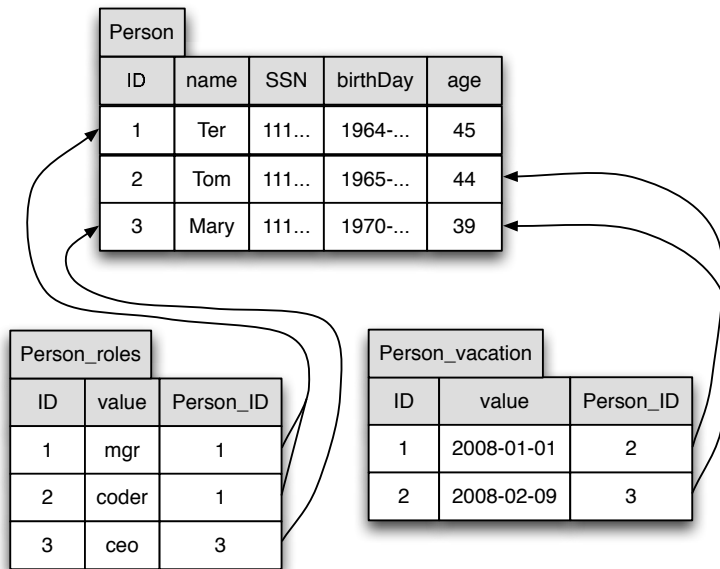 Person
ID name SSN birthDay age
1 Ter 111... 1964-... 45
2 Tom 111... 1965-... 44
3 Mary 111... 1970-... 39
Person_roles
ID value Person_ID
1 mgr 1
2 coder 1
3 ceo 3
Person_vacation
ID value Person_ID
1 2008-01-01 2
2 2008-02-09 3